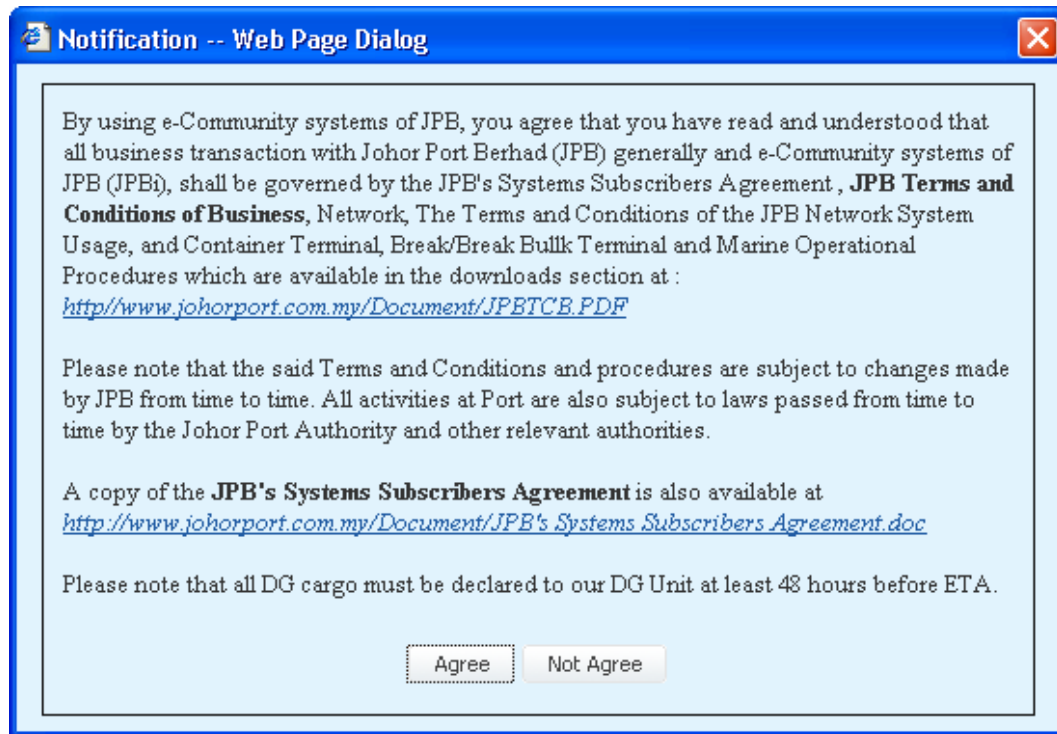 Notification -- Web Page Dialog
By using e-Community systems of JPB, you agree that you have read and understood that
all business transaction with Johor Port Berhad (JPB) generally and e-Community systems of
JPB (JPBi), shall be governed by the JPB's Systems Subscribers Agreement , JPB Terms and
Conditions of Business, Network, The Terms and Conditions of the JPB Network System
Usage, and Container Terminal, Break/Break Bullk Terminal and Marine Operational
Procedures which are available in the downloads section at :
http//www.johorport.com.my/Document/JPBTCB.PDF
Please note that the said Terms and Conditions and procedures are subject to changes made
by JPB from time to time. All activities at Port are also subject to laws passed from time to
time by the Johor Port Authority and other relevant authorities.
A copy of the JPB's Systems Subscribers Agreement is also available at
http://www.johorport.com.my/Document/JPB's Systems Subscribers Agreement.doc
Please note that all DG cargo must be declared to our DG Unit at least 48 hours before ETA.
Agree Not Agree